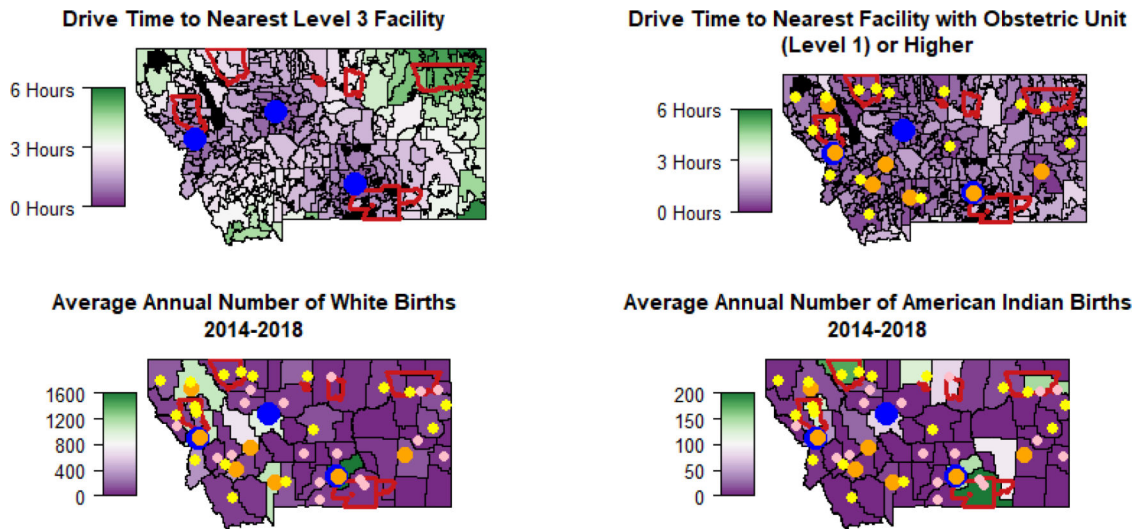 Drive Time to Nearest Level 3 Facility
6 Hours
3 Hours
0 Hours
Drive Time to Nearest Facility with Obstetric Unit
(Level 1) or Higher
6 Hours
3 Hours
0 Hours
Average Annual Number of White Births
2014-2018
1600
1200
800
400
0
Average Annual Number of American Indian Births
2014-2018
200
150
100
50
0